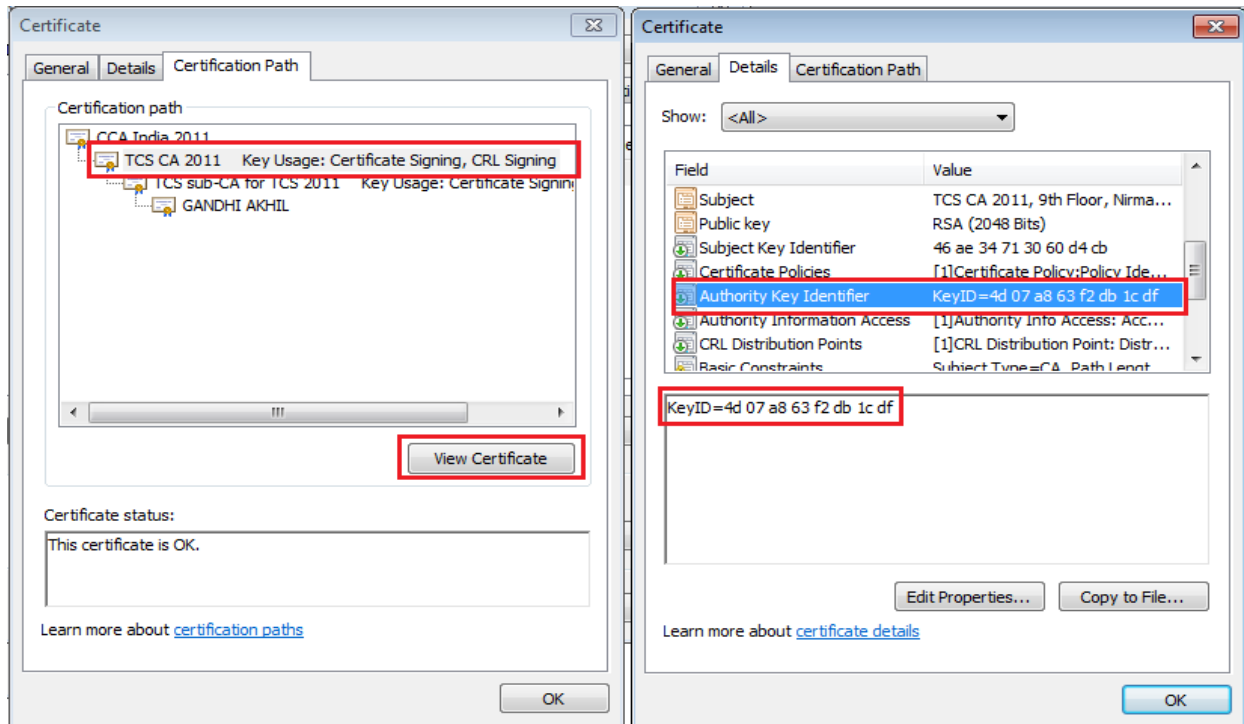 Certificate
General Details Certification Path
Certification path
CCA India 2011
TCS CA 2011 Key Usage: Certificate Signing, CRL Signing
TCS sub-CA for TCS 2011 Key Usage: Certificate Signin
GANDHI AKHIL
View Certificate
Certificate status:
This certificate is OK.
Learn more about certification paths
OK
Certificate
General Details Certification Path
Show: <All>
Field Value
Subject TCS CA 2011, 9th Floor, Nirma...
Public key RSA (2048 Bits)
Subject Key Identifier 46 ae 34 71 30 60 d4 cb
Certificate Policies [1]Certificate Policy:Policy Ide...
Authority Key Identifier KeyID=4d 07 a8 63 f2 db 1c df
Authority Information Access [1]Authority Info Access: Acc...
CRL Distribution Points [1]CRL Distribution Point: Distr...
Basic Constraints Subject Type=CA, Path Lengt
KeyID=4d 07 a8 63 f2 db 1c df
Edit Properties... Copy to File...
Learn more about certificate details
OK